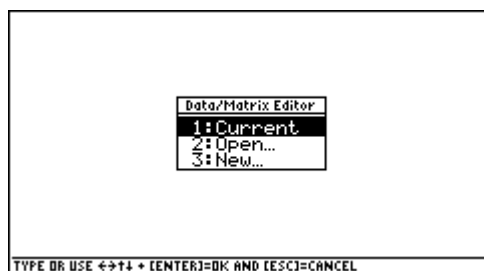 Data/Matrix Editor
1:Current
2:Open...
3:New...
TYPE OR USE ←→↑↓ + [ENTER]=OK AND [ESC]=CANCEL